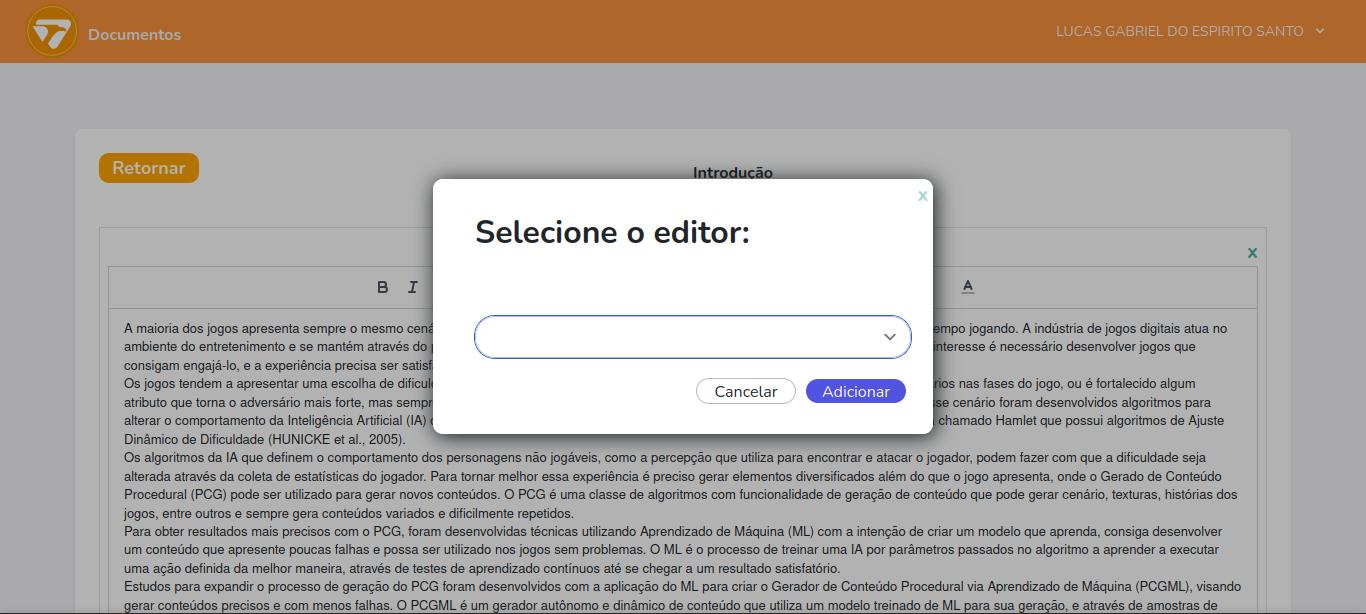 Documentos
LUCAS GABRIEL DO ESPIRITO SANTO
Retornar
Introdução
X
Selecione o editor:
X
B I
A
A maioria dos jogos apresenta sempre o mesmo empo jogando. A indústria de jogos digitais atua no
ambiente do entretenimento e se mantém através do interesse é necessário desenvolver jogos que
consigam engajá-lo, e a experiência precisa ser
Os jogos tendem a apresentar uma escolha de nas fases do jogo, ou é fortalecido algum
atributo que torna o adversário mais forte, mas cenário foram desenvolvidos algoritmos para
alterar o comportamento da Inteligência Artificial (IA) chamado Hamlet que possui algoritmos de Ajuste
Dinâmico de Dificuldade (HUNICKE et al., 2005).
Cancelar
Adicionar
Os algoritmos da IA que definem o comportamento dos personagens não jogáveis, como a percepção que utiliza para encontrar e atacar o jogador, podem fazer com que a dificuldade seja
alterada através da coleta de estatísticas do jogador. Para tornar melhor essa experiência é preciso gerar elementos diversificados além do que o jogo apresenta, onde o Gerado de Conteúdo
Procedural (PCG) pode ser utilizado para gerar novos conteúdos. O PCG é uma classe de algoritmos com funcionalidade de geração de conteúdo que pode gerar cenário, texturas, histórias dos
jogos, entre outros e sempre gera conteúdos variados e dificilmente repetidos.
Para obter resultados mais precisos com o PCG, foram desenvolvidas técnicas utilizando Aprendizado de Máquina (ML) com a intenção de criar um modelo que aprenda, consiga desenvolver
um conteúdo que apresente poucas falhas e possa ser utilizado nos jogos sem problemas. O ML é o processo de treinar uma IA por parâmetros passados no algoritmo a aprender a executar
uma ação definida da melhor maneira, através de testes de aprendizado contínuos até se chegar a um resultado satisfatório.
Estudos para expandir o processo de geração do PCG foram desenvolvidos com a aplicação do ML para criar o Gerador de Conteúdo Procedural via Aprendizado de Máquina (PCGML), visando
gerar conteúdos precisos e com menos falhas. O PCGML é um gerador autônomo e dinâmico de conteúdo que utiliza um modelo treinado de ML para sua geração, e através de amostras de